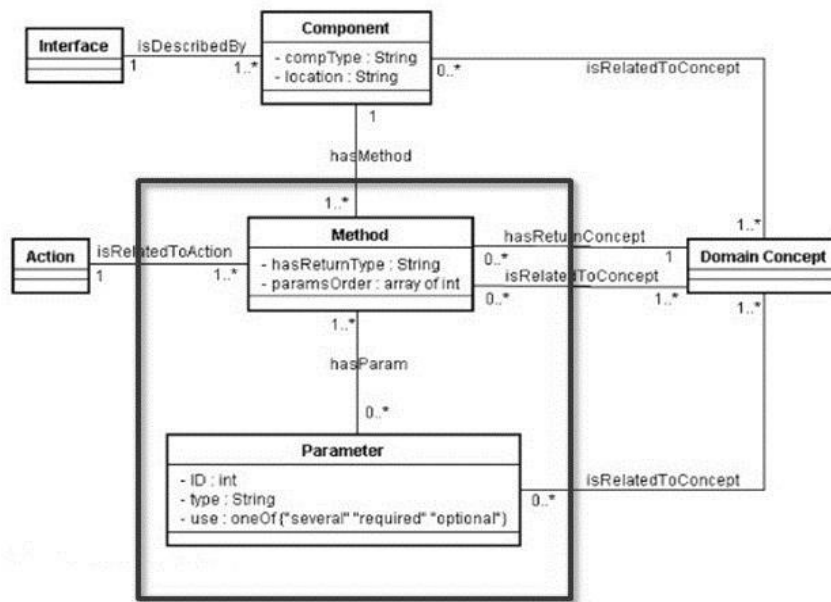 Component
- compType : String
- location : String
Interface
isDescribedBy
1
1..*
0..*
isRelatedToConcept
1
hasMethod
1..*
Method
- hasReturnType : String
- paramsOrder : array of int
Action
isRelatedToAction
1
1..*
hasReturnConcept
0..*
1
isRelatedToConcept
0..*
1..*
1..*
Domain Concept
1..*
1..*
hasParam
0..*
Parameter
- ID : int
- type : String
- use : oneOf {"several" "required" "optional"}
isRelatedToConcept
0..*